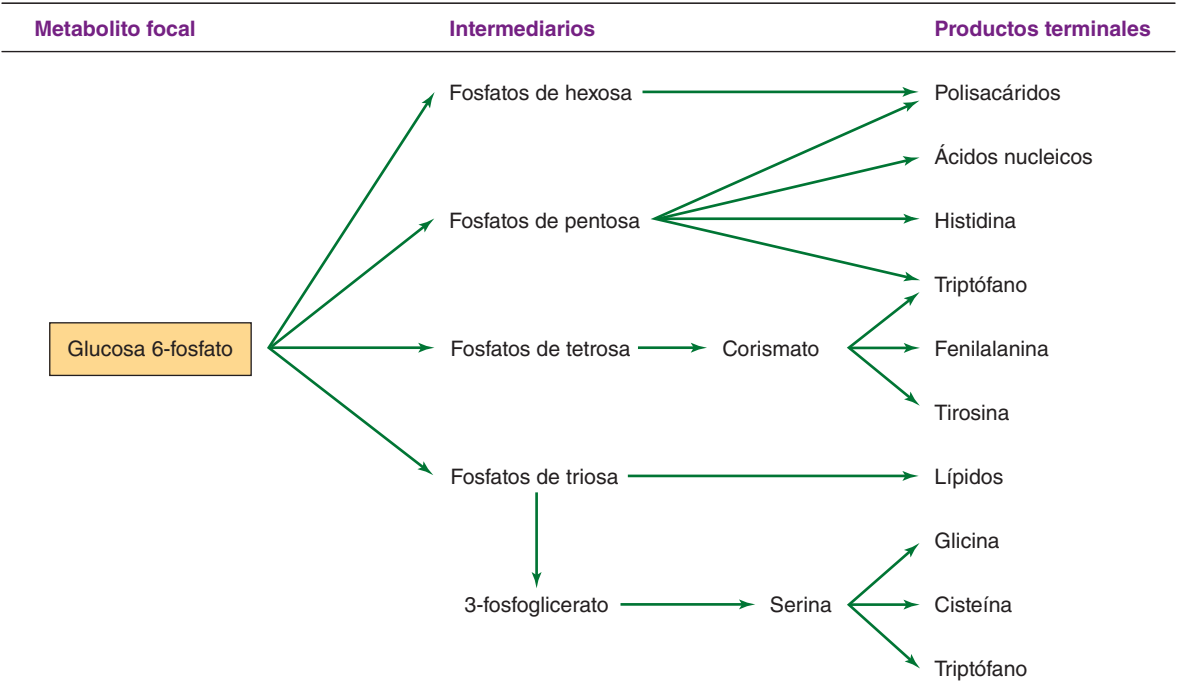 Metabolito focal Intermediarios Productos terminales
Fosfatos de hexosa Polisacáridos
Ácidos nucleicos
Fosfatos de pentosa Histidina
Triptófano
Glucosa 6-fosfato Fosfatos de tetrosa Corismato Fenilalanina
Tirosina
Fosfatos de triosa Lípidos
Glicina
3-fosfoglicerato Serina Cisteína
Triptófano